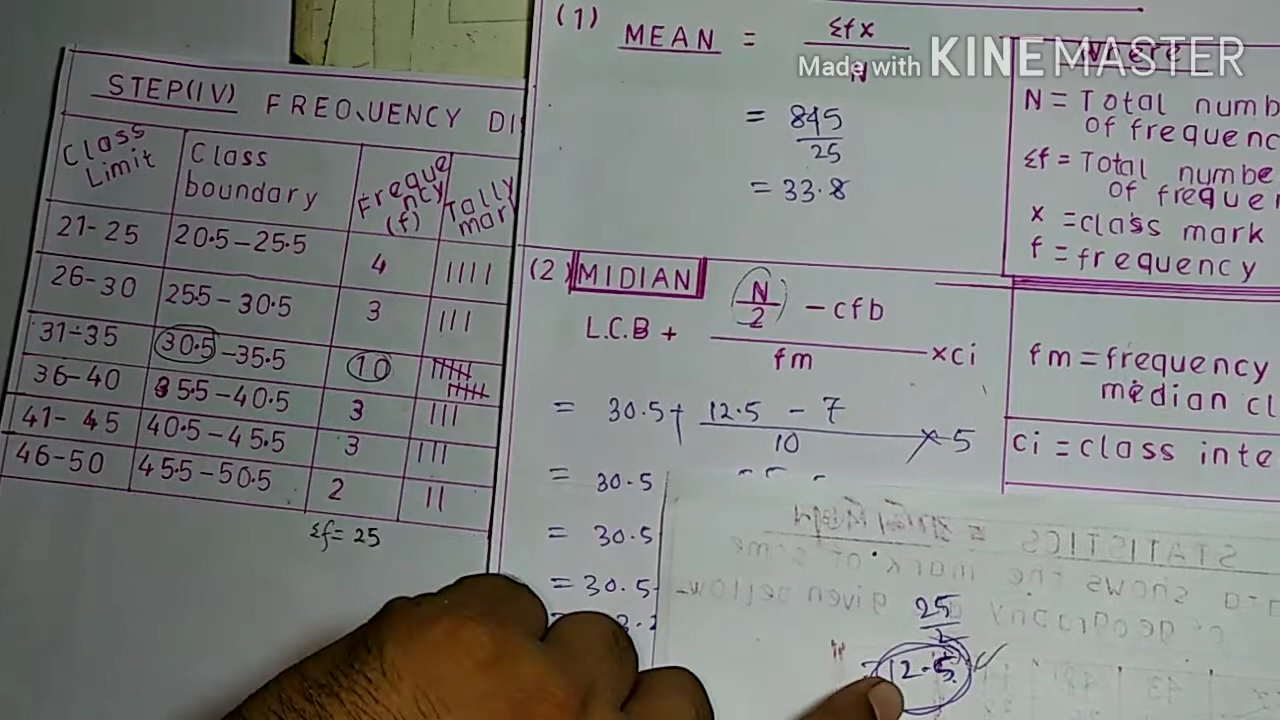 STEP(IV) FREQUENCY DI
Class Limit
Class boundary
Frequency (f)
Tally mar
21-25 20.5-25.5 4 ||||
26-30 255-30.5 3 |||
31-35 30.5-35.5 10
36-40 35.5-40.5 3 |||
41-45 40.5-45.5 3 |||
46-50 455-50.5 2 ||
Σf= 25
(1) MEAN = Σfx
N
= 845
25
= 33.8
Made with KINEMASTER
N= Total numb
of frequenc
Σf = Total numbe
of freque
x = class mark
f = frequency
(2) MIDIAN
L.C.B + N/2 - cfb
fm × ci
= 30.5+ 12.5 - 7
10 × 5
= 30.5
= 30.5
= 30.5
fm = frequency
median cl
ci = class inte
25
12.5